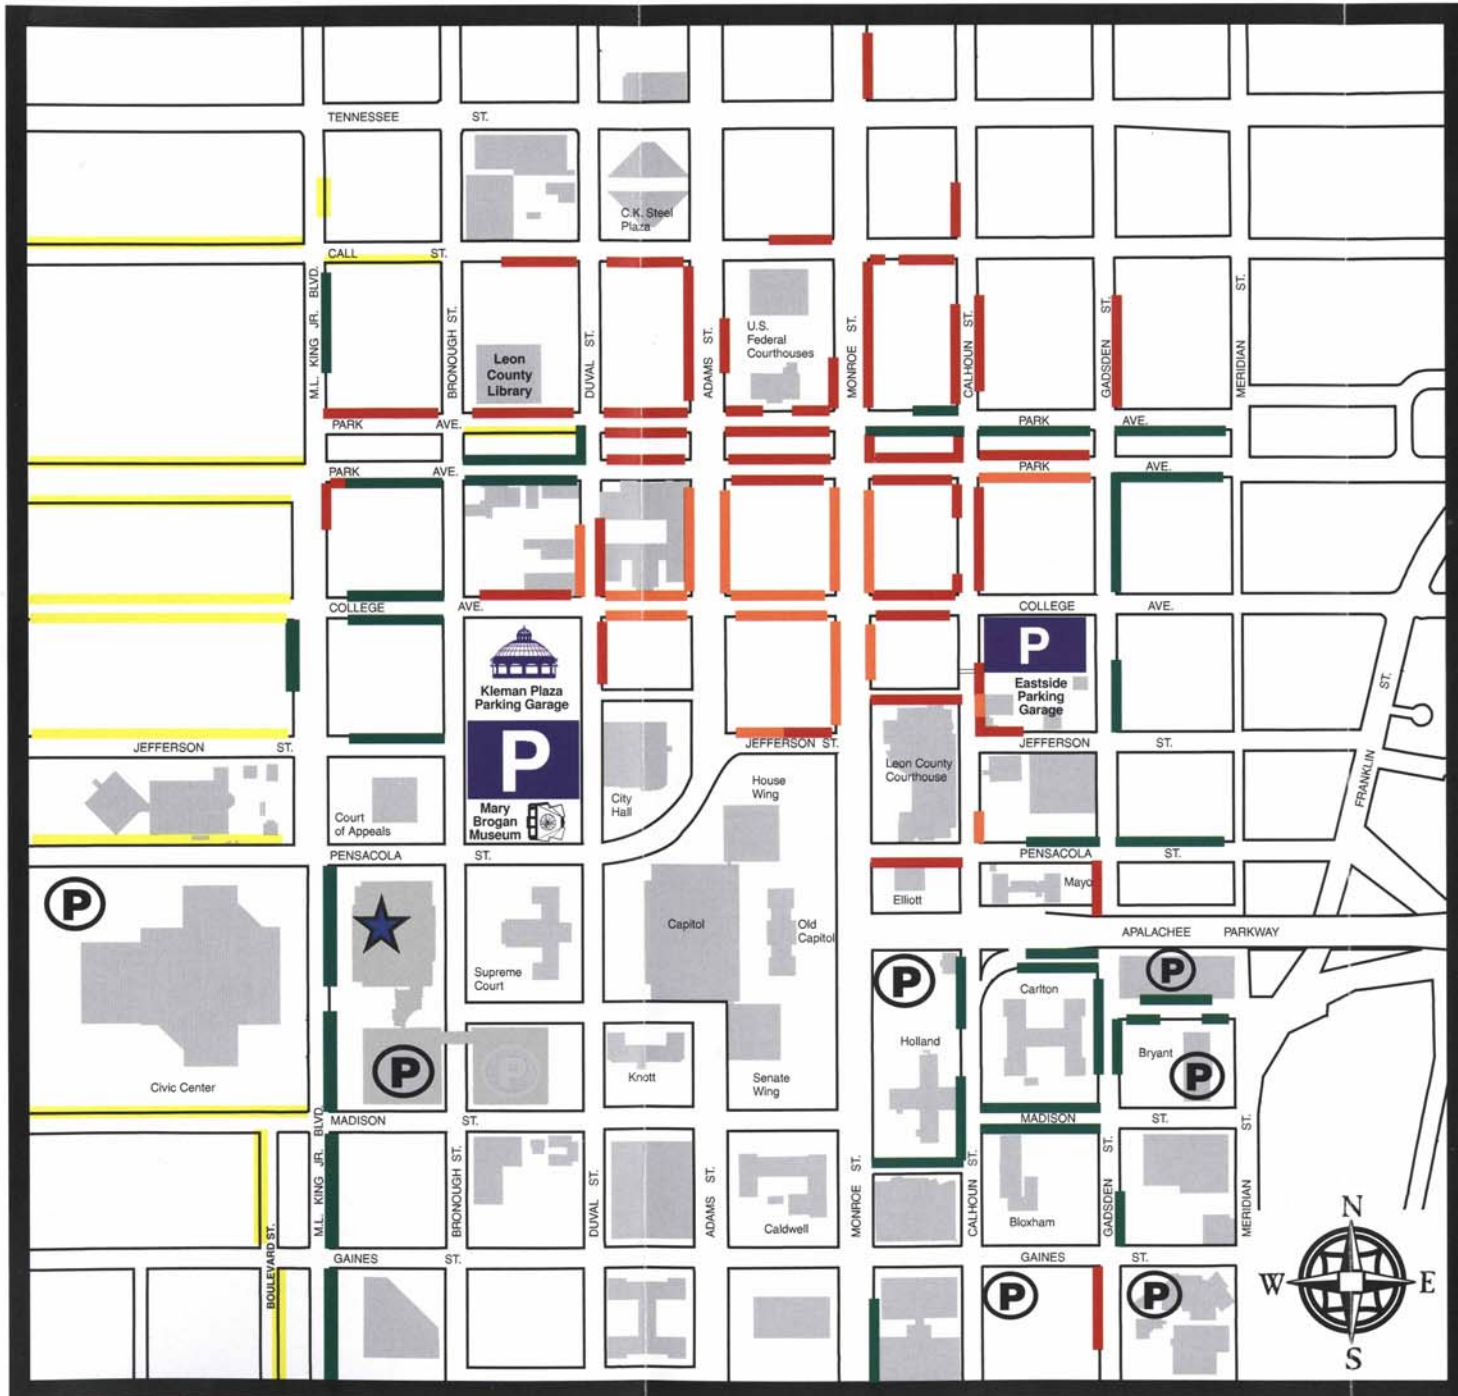 TENNESSEE ST.
C.K. Steel
Plaza
CALL ST.
M.L. KING JR. BLVD.
BRONOUGH ST.
DUVAL ST.
ADAMS ST.
MONROE ST.
CALHOUN ST.
GADSDEN ST.
MERIDIAN ST.
U.S.
Federal
Courthouses
Leon
County
Library
PARK AVE.
PARK AVE.
PARK AVE.
PARK AVE.
COLLEGE AVE.
COLLEGE AVE.
P
Kleman Plaza
Parking Garage
Eastside
Parking
Garage
P
FRANKLIN ST.
JEFFERSON ST.
JEFFERSON ST.
JEFFERSON ST.
Leon County
Courthouse
House
Wing
City
Hall
Mary
Brogan
Museum
Court
of Appeals
PENSACOLA ST.
PENSACOLA ST.
Mayo
P
Elliott
Capitol
Old
Capitol
APALACHEE PARKWAY
Supreme
Court
P
P
Carlton
Holland
Bryant
P
P
P
Knott
Senate
Wing
Civic Center
MADISON ST.
MADISON ST.
M.L. KING JR. BLVD.
BRONOUGH ST.
DUVAL ST.
ADAMS ST.
MONROE ST.
CALHOUN ST.
GADSDEN ST.
MERIDIAN ST.
Caldwell
Bloxham
BOULEVARD ST.
GAINES ST.
GAINES ST.
P
P
N
W E
S